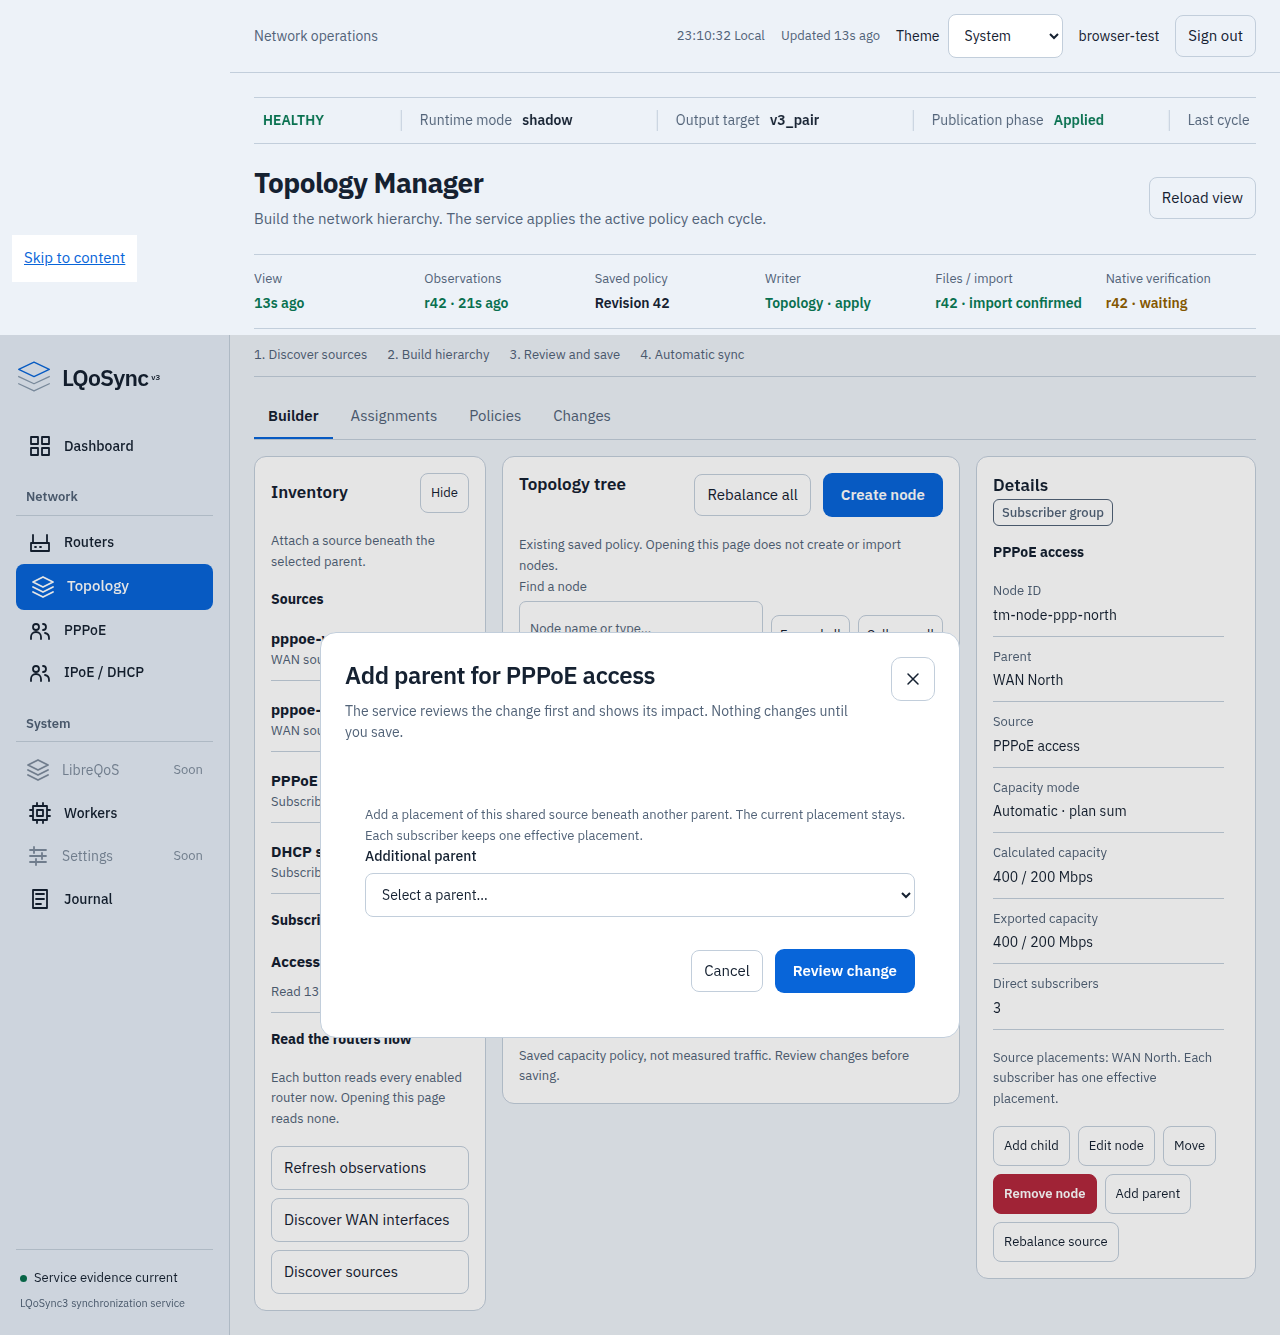 Network operations
23:10:32 Local
Updated 13s ago
Theme
System
browser-test
Sign out
HEALTHY
Runtime mode shadow
Output target v3_pair
Publication phase Applied
Last cycle
Topology Manager
Build the network hierarchy. The service applies the active policy each cycle.
Reload view
Skip to content
View
13s ago
Observations
r42 · 21s ago
Saved policy
Revision 42
Writer
Topology · apply
Files / import
r42 · import confirmed
Native verification
r42 · waiting
1. Discover sources
2. Build hierarchy
3. Review and save
4. Automatic sync
LQoSync v3
Dashboard
Network
Routers
Topology
PPPoE
IPoE / DHCP
System
LibreQoS Soon
Workers
Settings Soon
Journal
Service evidence current
LQoSync3 synchronization service
Builder
Assignments
Policies
Changes
Inventory
Hide
Attach a source beneath the
selected parent.
Sources
WAN
WAN
PPPoE
DHCP
Access
Read 13
Read the routers now
Each button reads every enabled
router now. Opening this page
reads none.
Refresh observations
Discover WAN interfaces
Discover sources
Topology tree
Rebalance all
Create node
Existing saved policy. Opening this page does not create or import
nodes.
Find a node
Node name or type...
Saved capacity policy, not measured traffic. Review changes before
saving.
Add parent for PPPoE access
The service reviews the change first and shows its impact. Nothing changes until
you save.
Add a placement of this shared source beneath another parent. The current placement stays.
Each subscriber keeps one effective placement.
Additional parent
Select a parent...
Cancel
Review change
Details
Subscriber group
PPPoE access
Node ID
tm-node-ppp-north
Parent
WAN North
Source
PPPoE access
Capacity mode
Automatic · plan sum
Calculated capacity
400 / 200 Mbps
Exported capacity
400 / 200 Mbps
Direct subscribers
3
Source placements: WAN North. Each
subscriber has one effective
placement.
Add child
Edit node
Move
Remove node
Add parent
Rebalance source